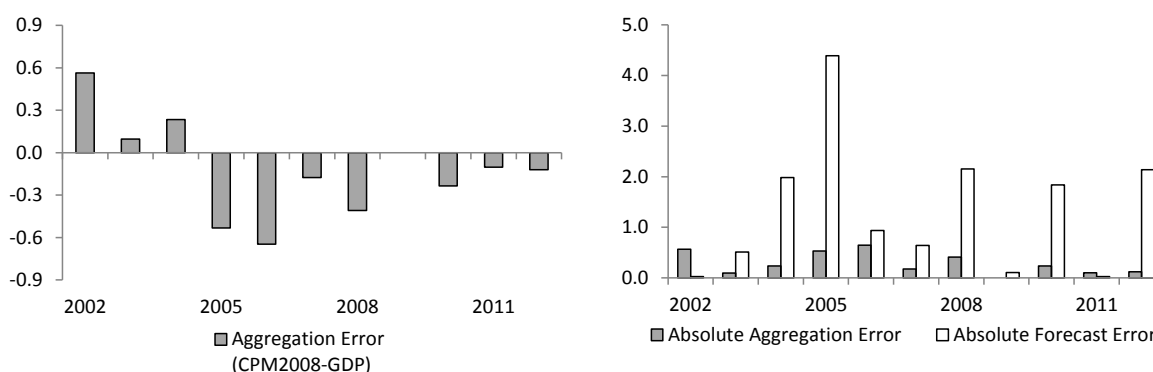 0.9
0.6
0.3
0.0
-0.3
-0.6
-0.9
2002 2005 2008 2011
Aggregation Error
(CPM2008-GDP)
5.0
4.0
3.0
2.0
1.0
0.0
2002 2005 2008 2011
Absolute Aggregation Error Absolute Forecast Error